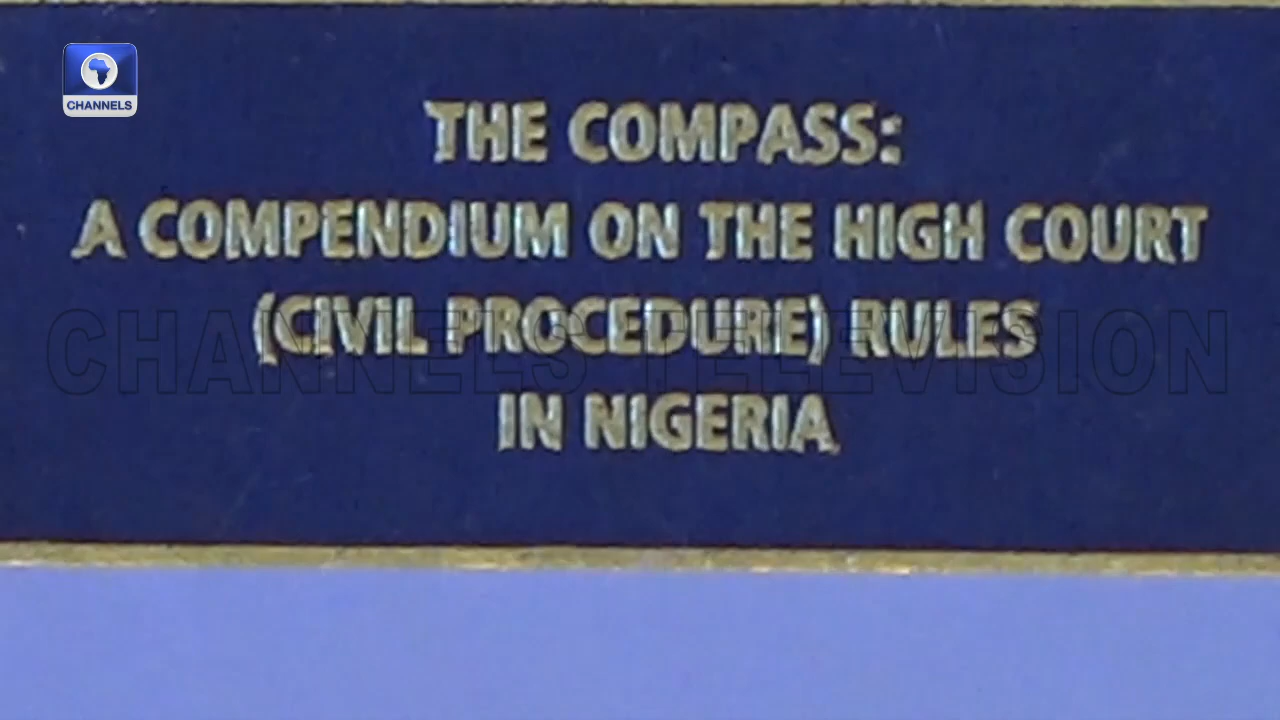 CHANNELS
THE COMPASS:
A COMPENDIUM ON THE HIGH COURT
(CIVIL PROCEDURE) RULES
CHANNELS TELEVISION
IN NIGERIA